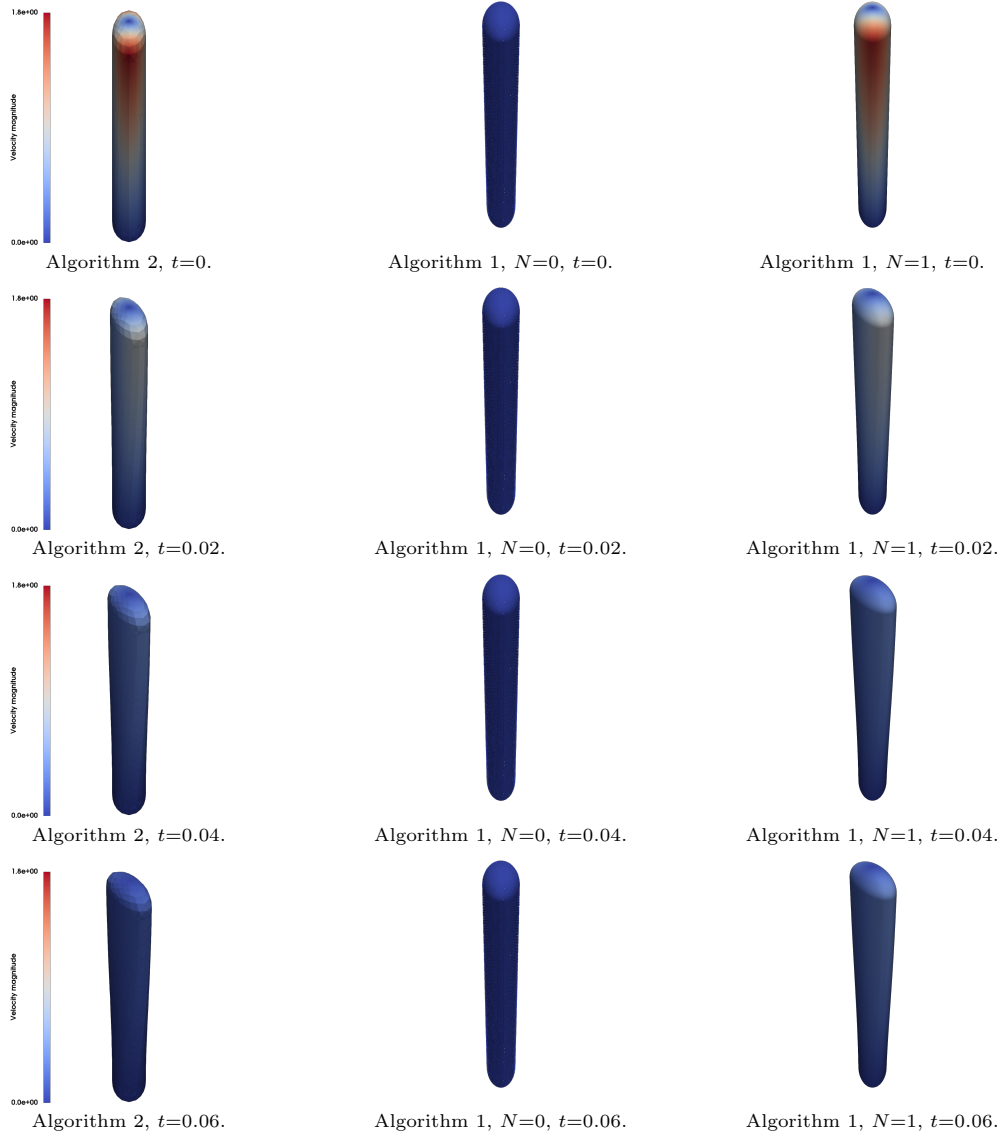 1.8e+00
Velocity magnitude
0.0e+00
Algorithm 2, t=0.
Algorithm 1, N=0, t=0.
Algorithm 1, N=1, t=0.
1.8e+00
Velocity magnitude
0.0e+00
Algorithm 2, t=0.02.
Algorithm 1, N=0, t=0.02.
Algorithm 1, N=1, t=0.02.
1.8e+00
Velocity magnitude
0.0e+00
Algorithm 2, t=0.04.
Algorithm 1, N=0, t=0.04.
Algorithm 1, N=1, t=0.04.
1.8e+00
Velocity magnitude
0.0e+00
Algorithm 2, t=0.06.
Algorithm 1, N=0, t=0.06.
Algorithm 1, N=1, t=0.06.